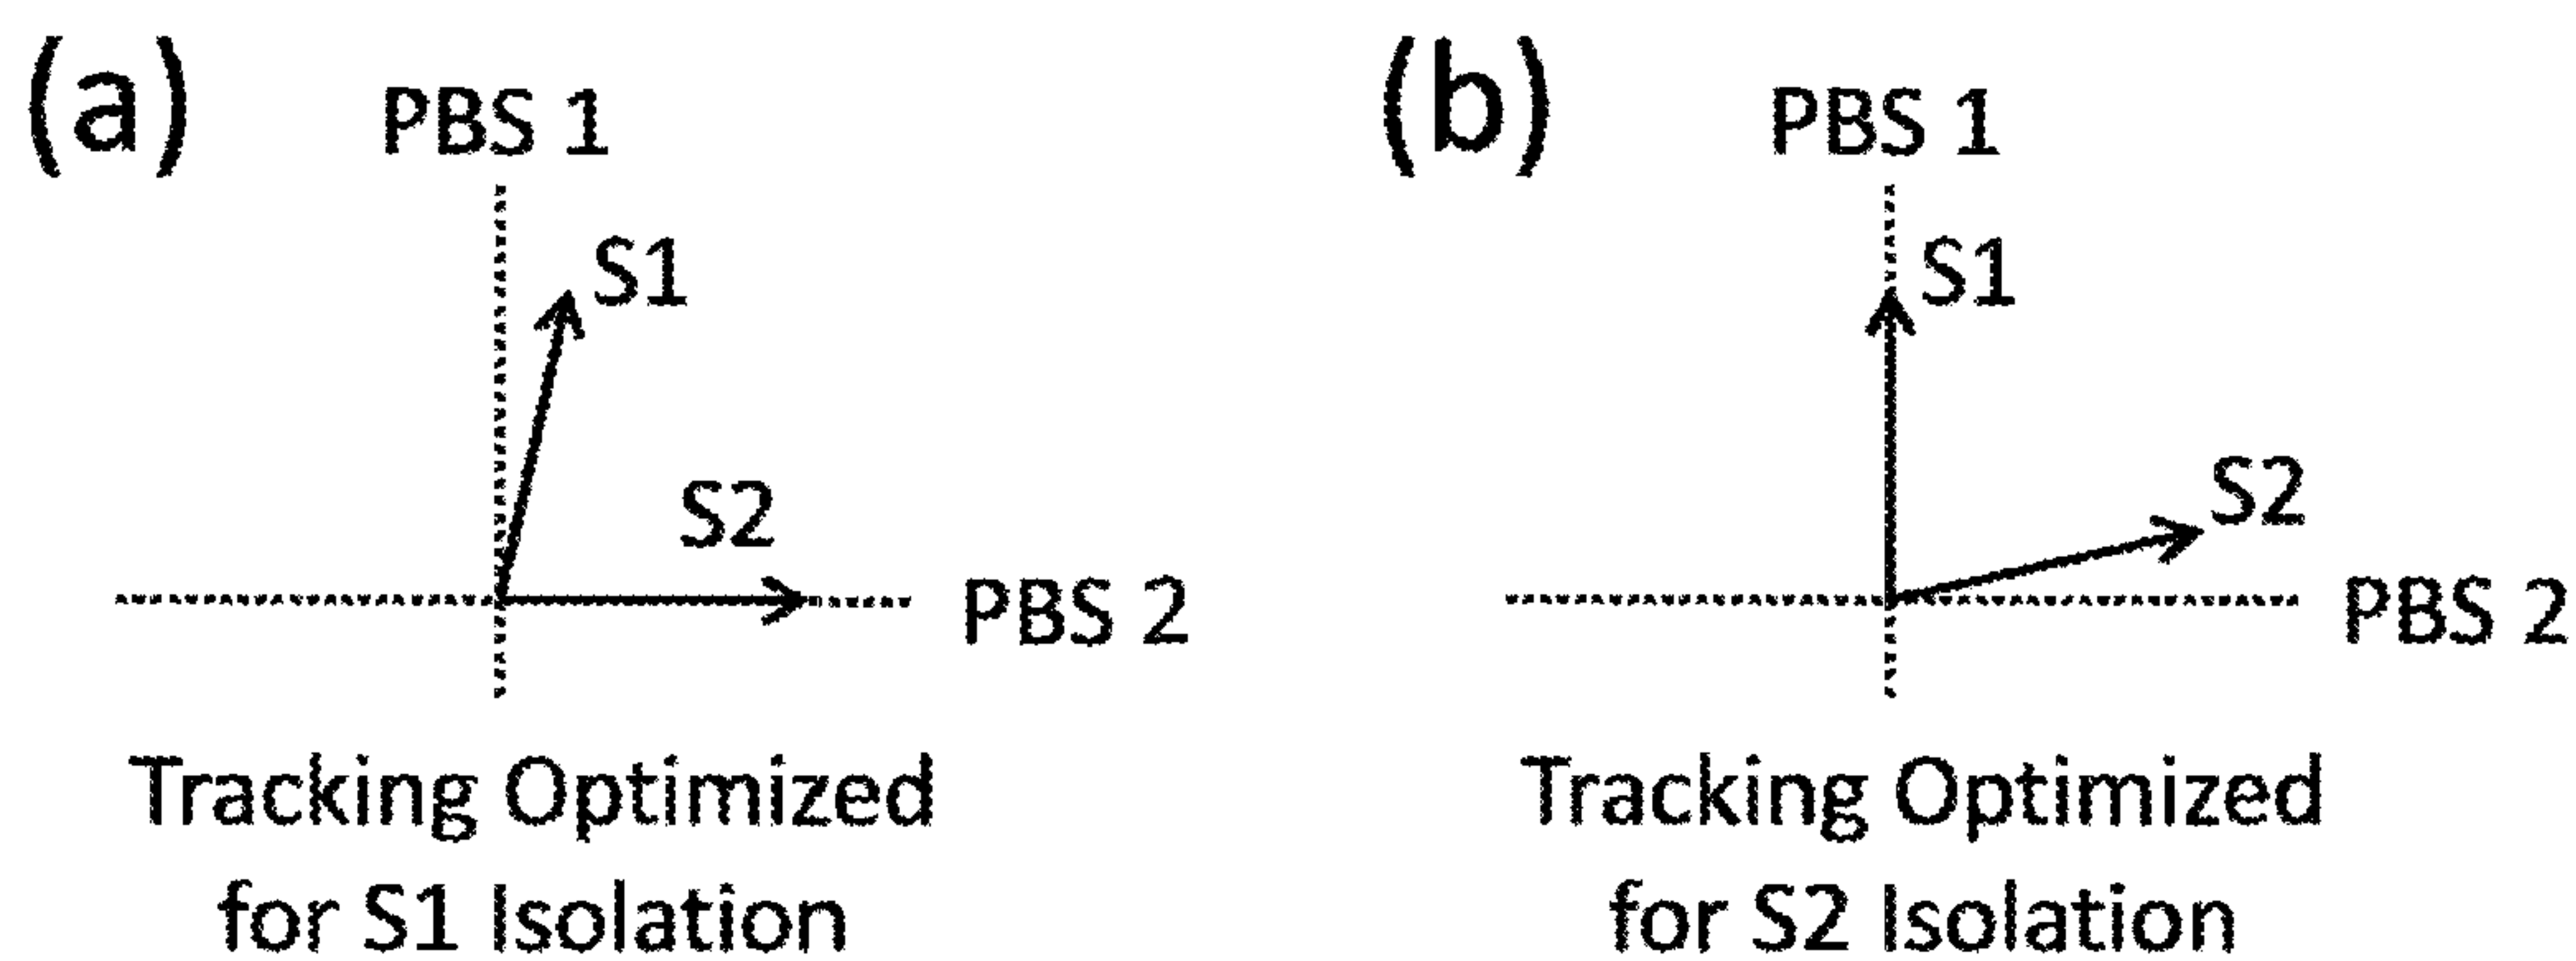 (a)
PBS 1
S1
S2
PBS 2
Tracking Optimized
for S1 Isolation
(b)
PBS 1
S1
S2
PBS 2
Tracking Optimized
for S2 Isolation